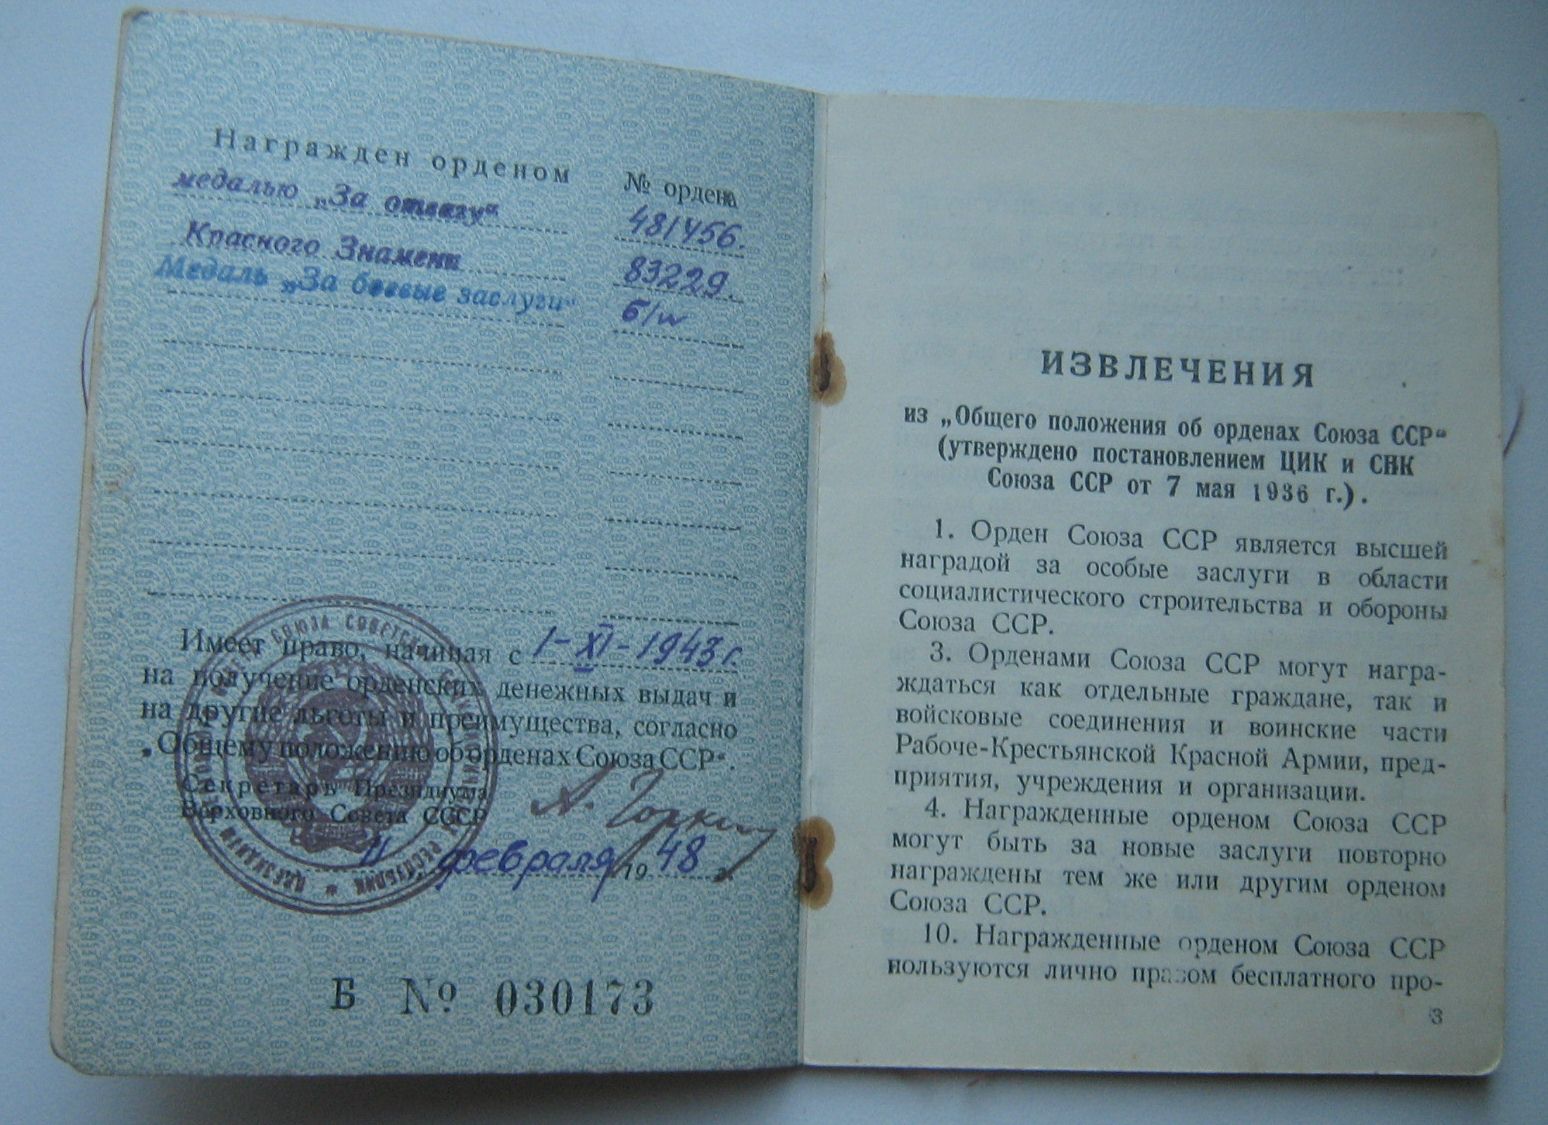 Награжден орденом
№ ордена
медалью „За отвагу“
481456.
Красного Знамени
83229.
Медаль „За боевые заслуги“
б/н
Имеет право, начиная с 1-XI-1943 г.
на получение орденских денежных выдач и
на другие льготы и преимущества, согласно
„Общему положению об орденах Союза ССР“.
Секретарь Президиума
Верховного Совета СССР
А. Горкин
11 февраля 1948 г.
Б № 030173
ИЗВЛЕЧЕНИЯ
из „Общего положения об орденах Союза ССР“
(утверждено постановлением ЦИК и СНК
Союза ССР от 7 мая 1936 г.).
1. Орден Союза ССР является высшей
наградой за особые заслуги в области
социалистического строительства и обороны
Союза ССР.
3. Орденами Союза ССР могут награ-
ждаться как отдельные граждане, так и
войсковые соединения и воинские части
Рабоче-Крестьянской Красной Армии, пред-
приятия, учреждения и организации.
4. Награжденные орденом Союза ССР
могут быть за новые заслуги повторно
награждены тем же или другим орденом
Союза ССР.
10. Награжденные орденом Союза ССР
пользуются лично правом бесплатного про-
3